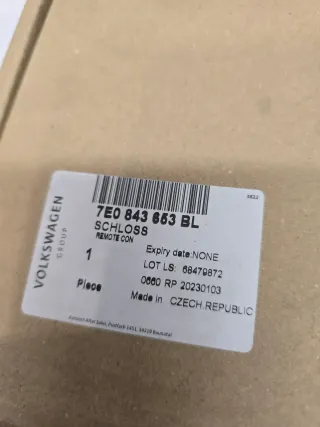 3822
7E0 843 653 BL
SCHLOSS
REMOTE CON
1
Piece
Expiry date:NONE
LOT LS: 68479872
0660 RP 20230103
Made in CZECH.REPUBLIC
VOLKSWAGEN
GROUP